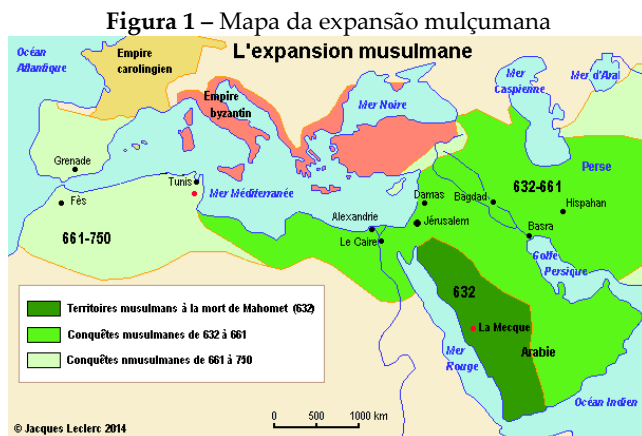 Figura 1 – Mapa da expansão mulçumana
L'expansion musulmane
Océan
Atlantique
Empire
carolingien
Empire
byzantin
Mer Noire
Mer
Caspienne
Mer d'Aral
Grenade
Tunis
Mer Méditerranée
Fès
661-750
Alexandrie
Le Caire
Damas
Jérusalem
Bagdad
Perse
632-661
Hispahan
Basra
Golfe
Persique
632
La Mecque
Arabie
Mer
Rouge
Océan Indien
Territoires musulmans à la mort de Mahomet (632)
Conquêtes musulmanes de 632 à 661
Conquêtes nmusulmanes de 661 à 750
0 500 1000 km
© Jacques Leclerc 2014